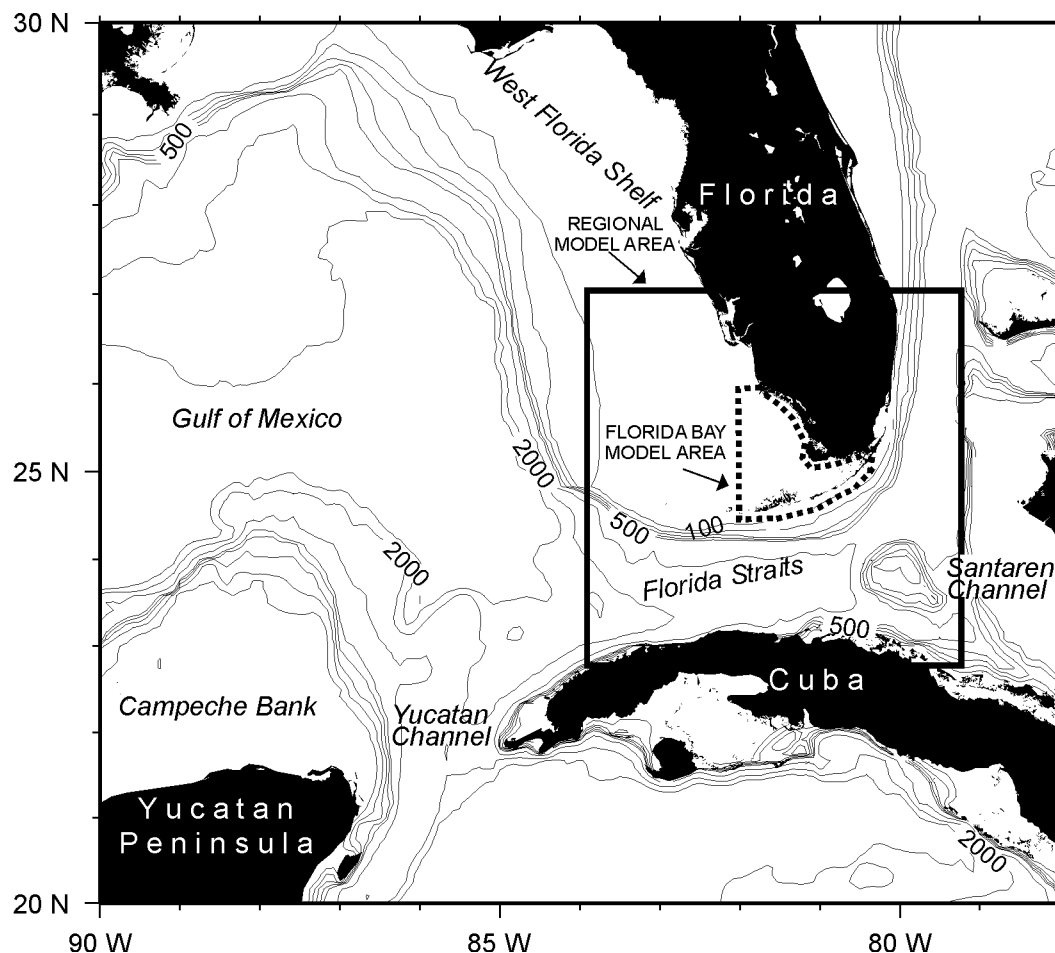 30 N
West Florida Shelf
500
Florida
REGIONAL
MODEL AREA
Gulf of Mexico
FLORIDA BAY
MODEL AREA
2000
25 N
500
100
2000
Florida Straits
Santaren
Channel
500
Cuba
Campeche Bank
Yucatan
Channel
Yucatan
Peninsula
2000
20 N
90 W
85 W
80 W